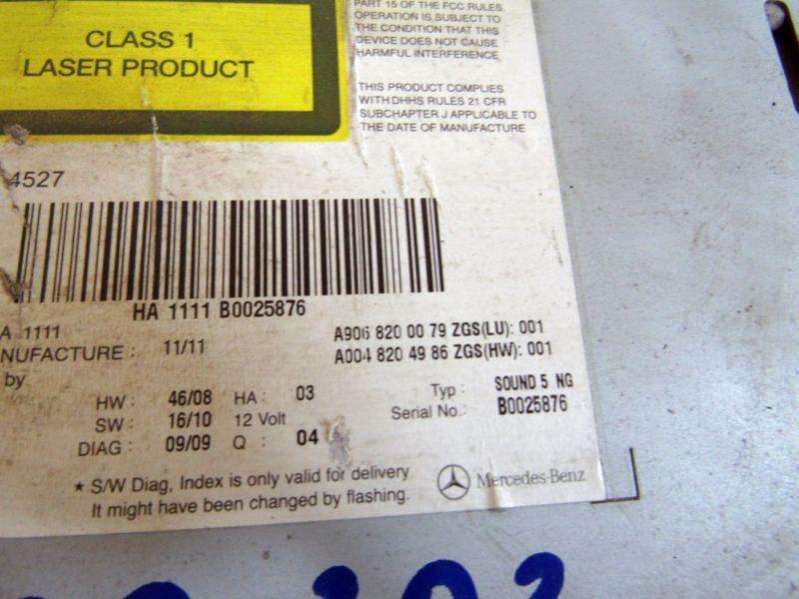 CLASS 1
LASER PRODUCT
PART 15 OF THE FCC RULES.
OPERATION IS SUBJECT TO
THE CONDITION THAT THIS
DEVICE DOES NOT CAUSE
HARMFUL INTERFERENCE
THIS PRODUCT COMPLIES
WITH DHHS RULES 21 CFR
SUBCHAPTER J APPLICABLE TO
THE DATE OF MANUFACTURE
4527
HA 1111 B0025876
A 1111
NUFACTURE : 11/11
by
A906 820 00 79 ZGS(LU): 001
A004 820 49 86 ZGS(HW): 001
HW : 46/08 HA : 03
SW : 16/10 12 Volt
DIAG : 09/09 Q : 04
Typ : SOUND 5 NG
Serial No.: B0025876
* S/W Diag, Index is only valid for delivery
It might have been changed by flashing.
Mercedes-Benz